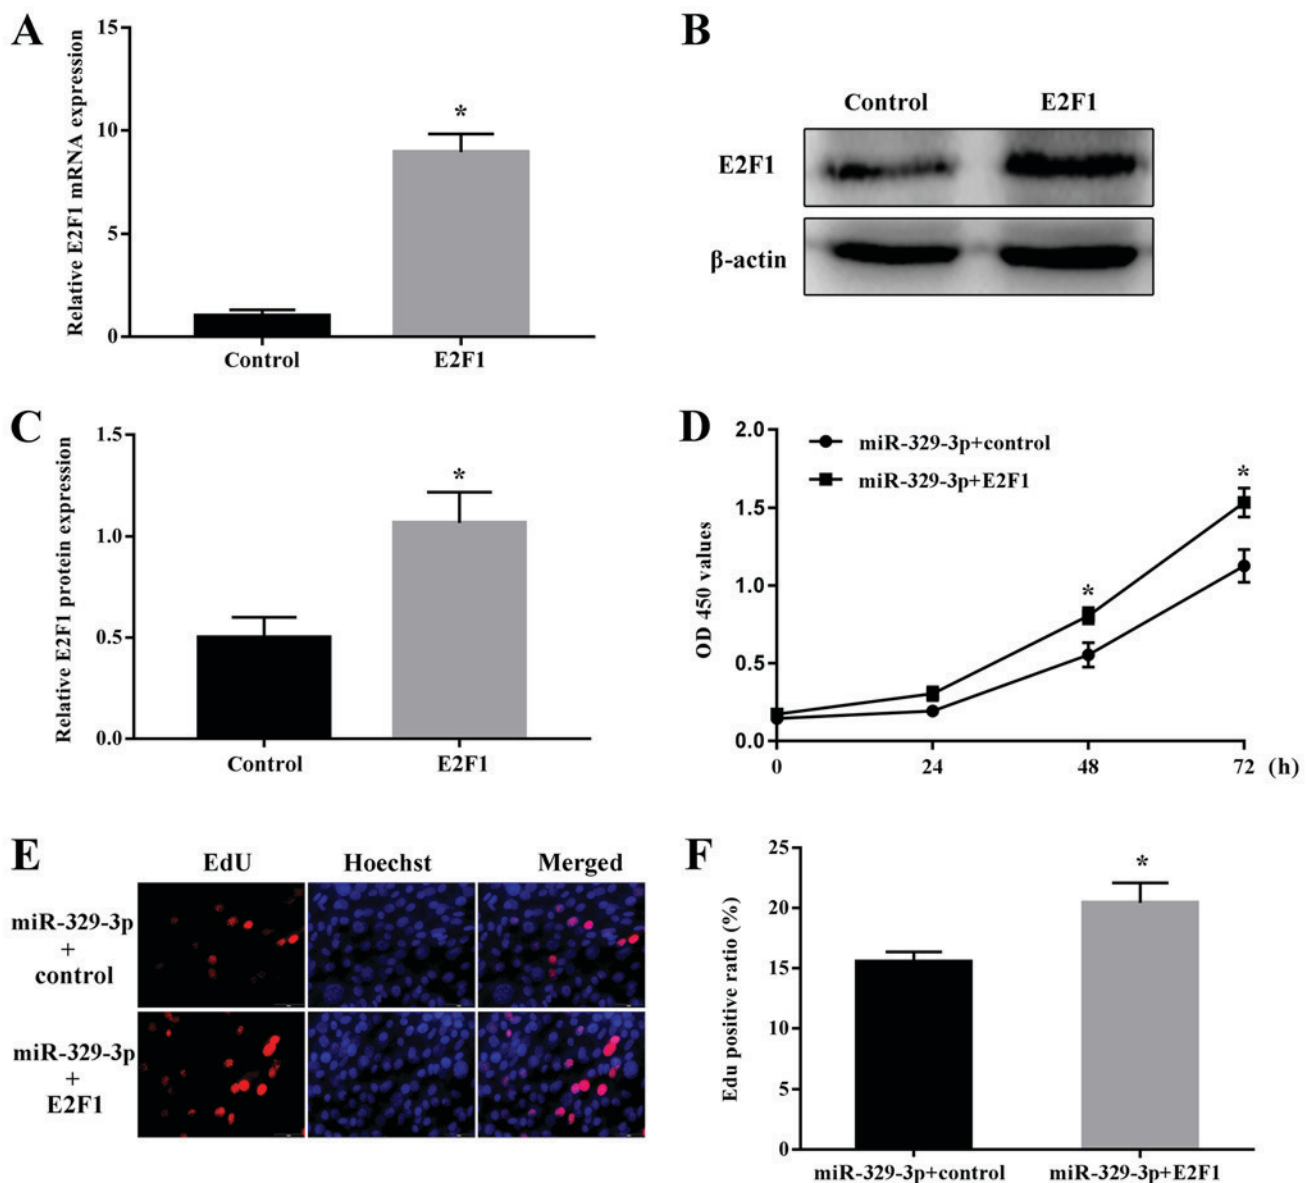 A
Relative E2F1 mRNA expression
15
10
5
0
*
Control
E2F1
B
Control
E2F1
E2F1
β-actin
C
Relative E2F1 protein expression
1.5
1.0
0.5
0.0
*
Control
E2F1
D
OD 450 values
2.0
1.5
1.0
0.5
0.0
miR-329-3p+control
miR-329-3p+E2F1
*
*
0
24
48
72
(h)
E
EdU
Hoechst
Merged
miR-329-3p
+
control
miR-329-3p
+
E2F1
F
Edu positive ratio (%)
25
20
15
10
5
0
*
miR-329-3p+control
miR-329-3p+E2F1